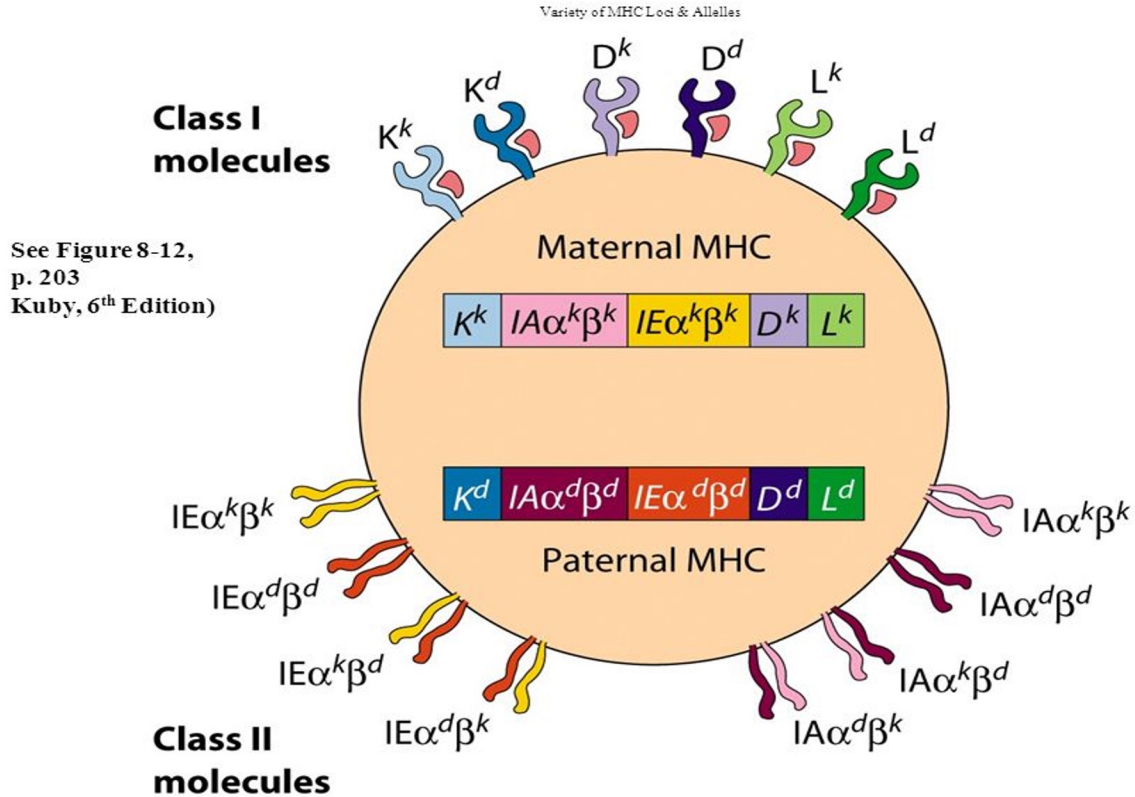 Variety of MHC Loci & Allelles
Class I
molecules
Kᵏ
Kᵈ
Dᵏ
Dᵈ
Lᵏ
Lᵈ
See Figure 8-12,
p. 203
Kuby, 6ᵗʰ Edition)
Maternal MHC
Kᵏ IAαᵏβᵏ IEαᵏβᵏ Dᵏ Lᵏ
Kᵈ IAαᵈβᵈ IEαᵈβᵈ Dᵈ Lᵈ
Paternal MHC
IEαᵏβᵏ
IEαᵈβᵈ
IEαᵏβᵈ
IEαᵈβᵏ
IAαᵏβᵏ
IAαᵈβᵈ
IAαᵏβᵈ
IAαᵈβᵏ
Class II
molecules